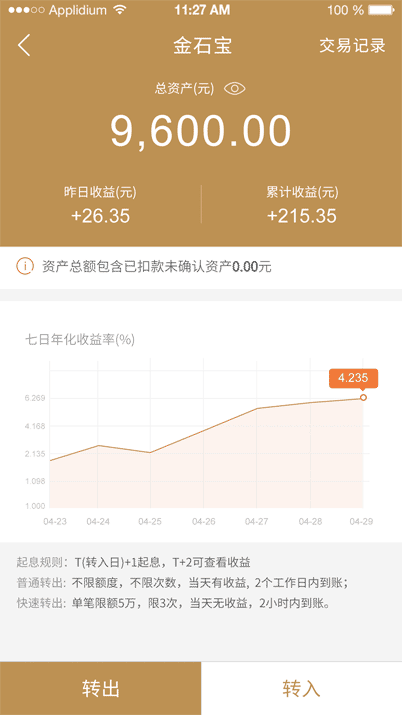 Applidium 11:27 AM 100 %
金石宝 交易记录
总资产(元)
9,600.00
昨日收益(元) 累计收益(元)
+26.35 +215.35
资产总额包含已扣款未确认资产0.00元
七日年化收益率(%)
4.235
6.269
4.168
2.135
1.098
1.000
04-23 04-24 04-25 04-26 04-27 04-28 04-29
起息规则：T(转入日)+1起息，T+2可查看收益
普通转出: 不限额度，不限次数，当天有收益, 2个工作日内到账；
快速转出: 单笔限额5万，限3次，当天无收益，2小时内到账。
转出 转入